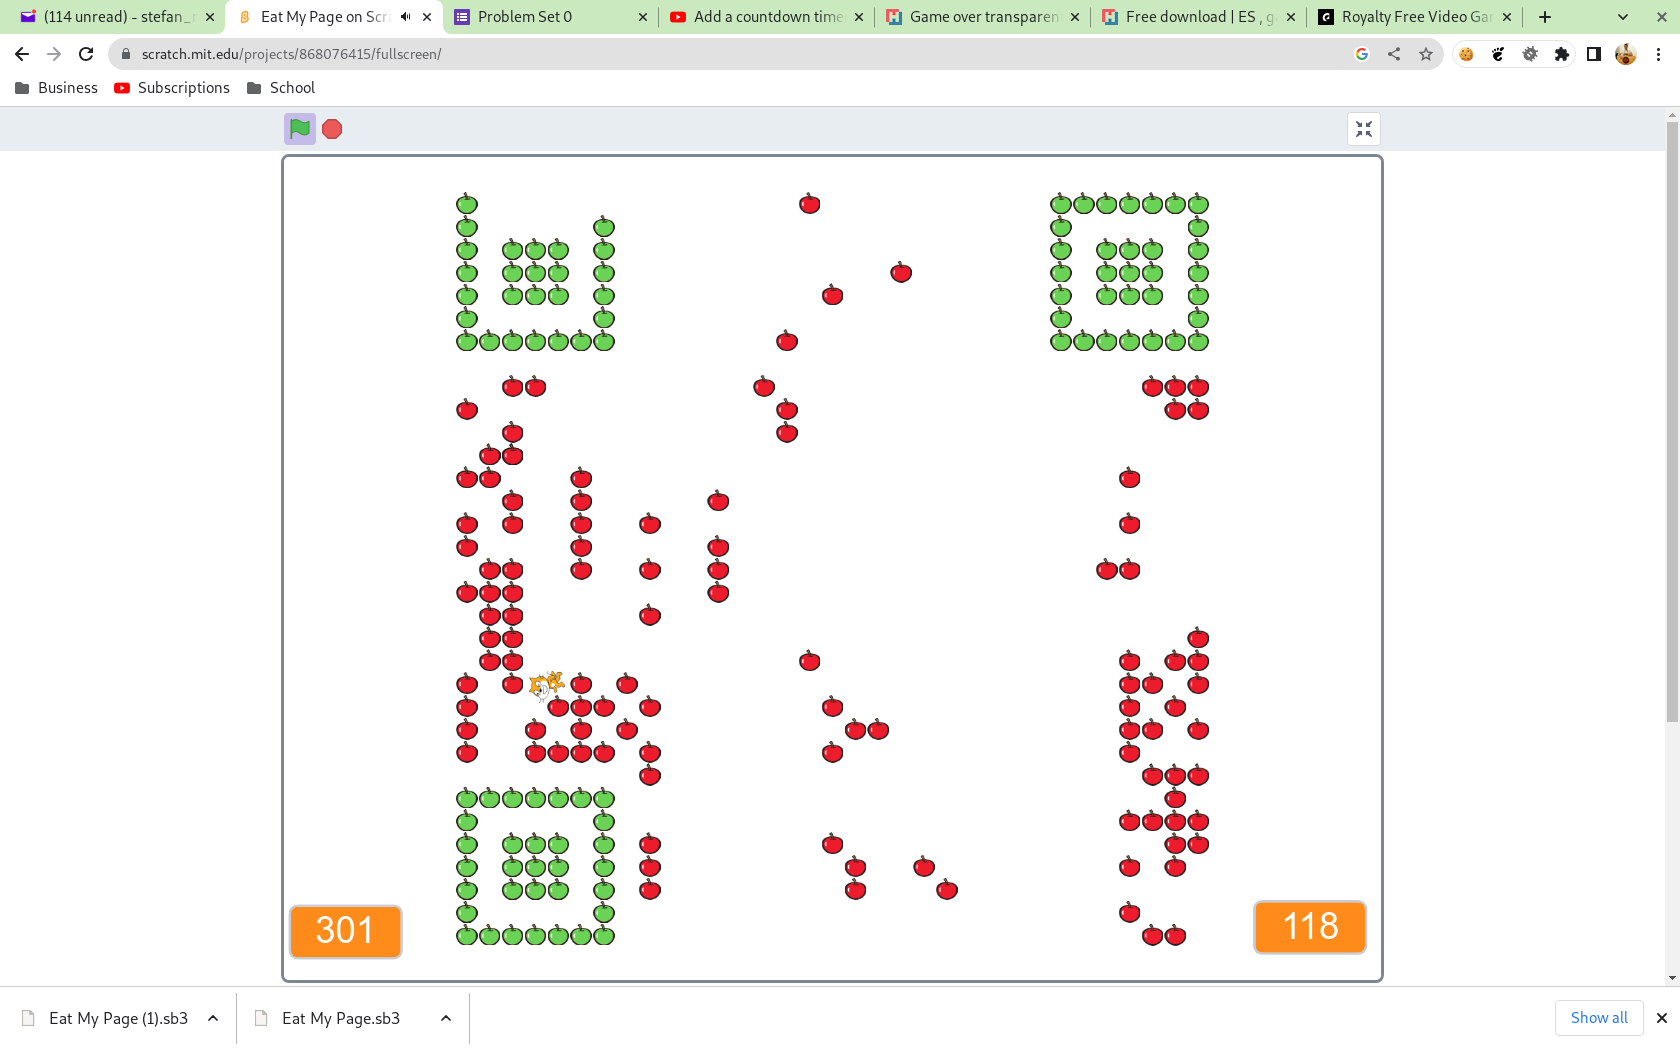 (114 unread) - stefan_
Eat My Page on Scr
Problem Set 0
Add a countdown time
Game over transparen
Free download | ES , g
Royalty Free Video Ga
scratch.mit.edu/projects/868076415/fullscreen/
Business
Subscriptions
School
301
118
Eat My Page (1).sb3
Eat My Page.sb3
Show all